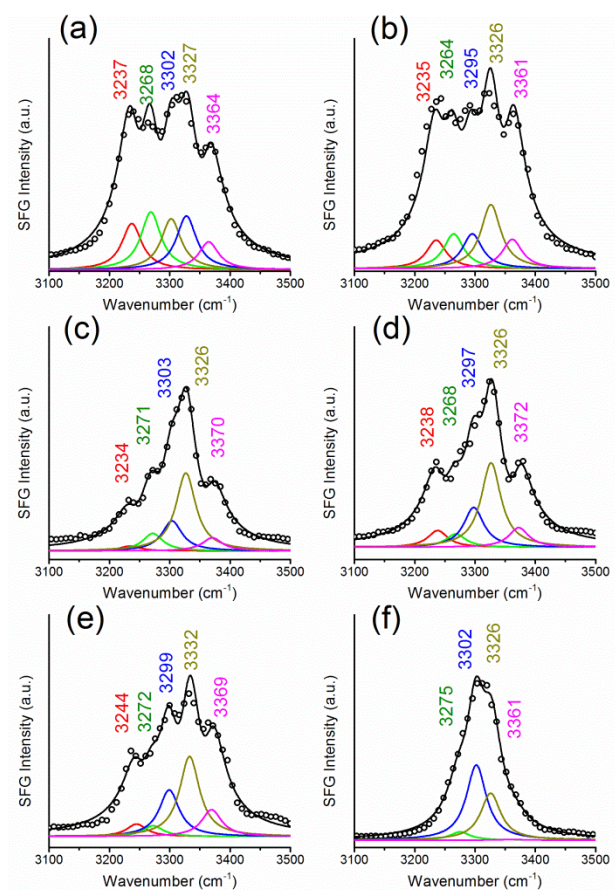 (a)
3237
3268
3302
3327
3364
SFG Intensity (a.u.)
3100 3200 3300 3400 3500
Wavenumber (cm⁻¹)
(b)
3235
3264
3295
3326
3361
SFG Intensity (a.u.)
3100 3200 3300 3400 3500
Wavenumber (cm⁻¹)
(c)
3234
3271
3303
3326
3370
SFG Intensity (a.u.)
3100 3200 3300 3400 3500
Wavenumber (cm⁻¹)
(d)
3238
3268
3297
3326
3372
SFG Intensity (a.u.)
3100 3200 3300 3400 3500
Wavenumber (cm⁻¹)
(e)
3244
3272
3299
3332
3369
SFG Intensity (a.u.)
3100 3200 3300 3400 3500
Wavenumber (cm⁻¹)
(f)
3275
3302
3326
3361
SFG Intensity (a.u.)
3100 3200 3300 3400 3500
Wavenumber (cm⁻¹)